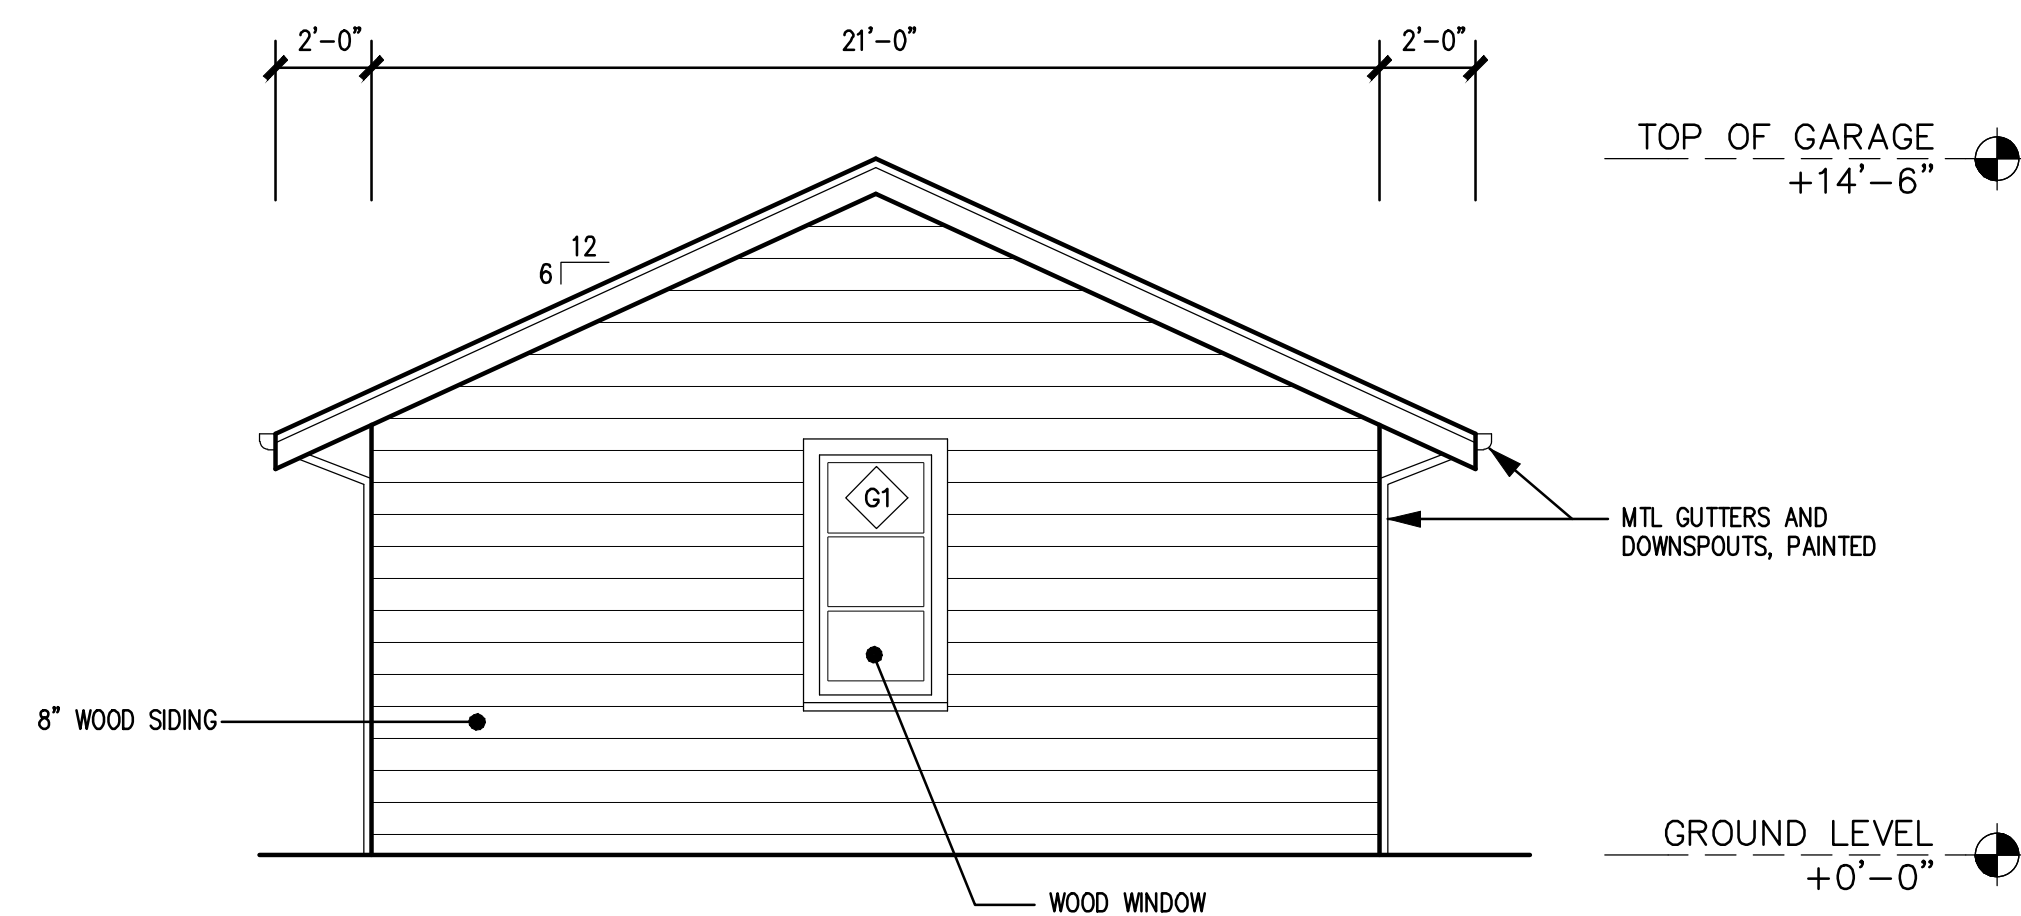 2'-0" 21'-0" 2'-0"
TOP OF GARAGE
+14'-6"
12
6
G1
MTL GUTTERS AND
DOWNSPOUTS, PAINTED
8" WOOD SIDING
GROUND LEVEL
+0'-0"
WOOD WINDOW